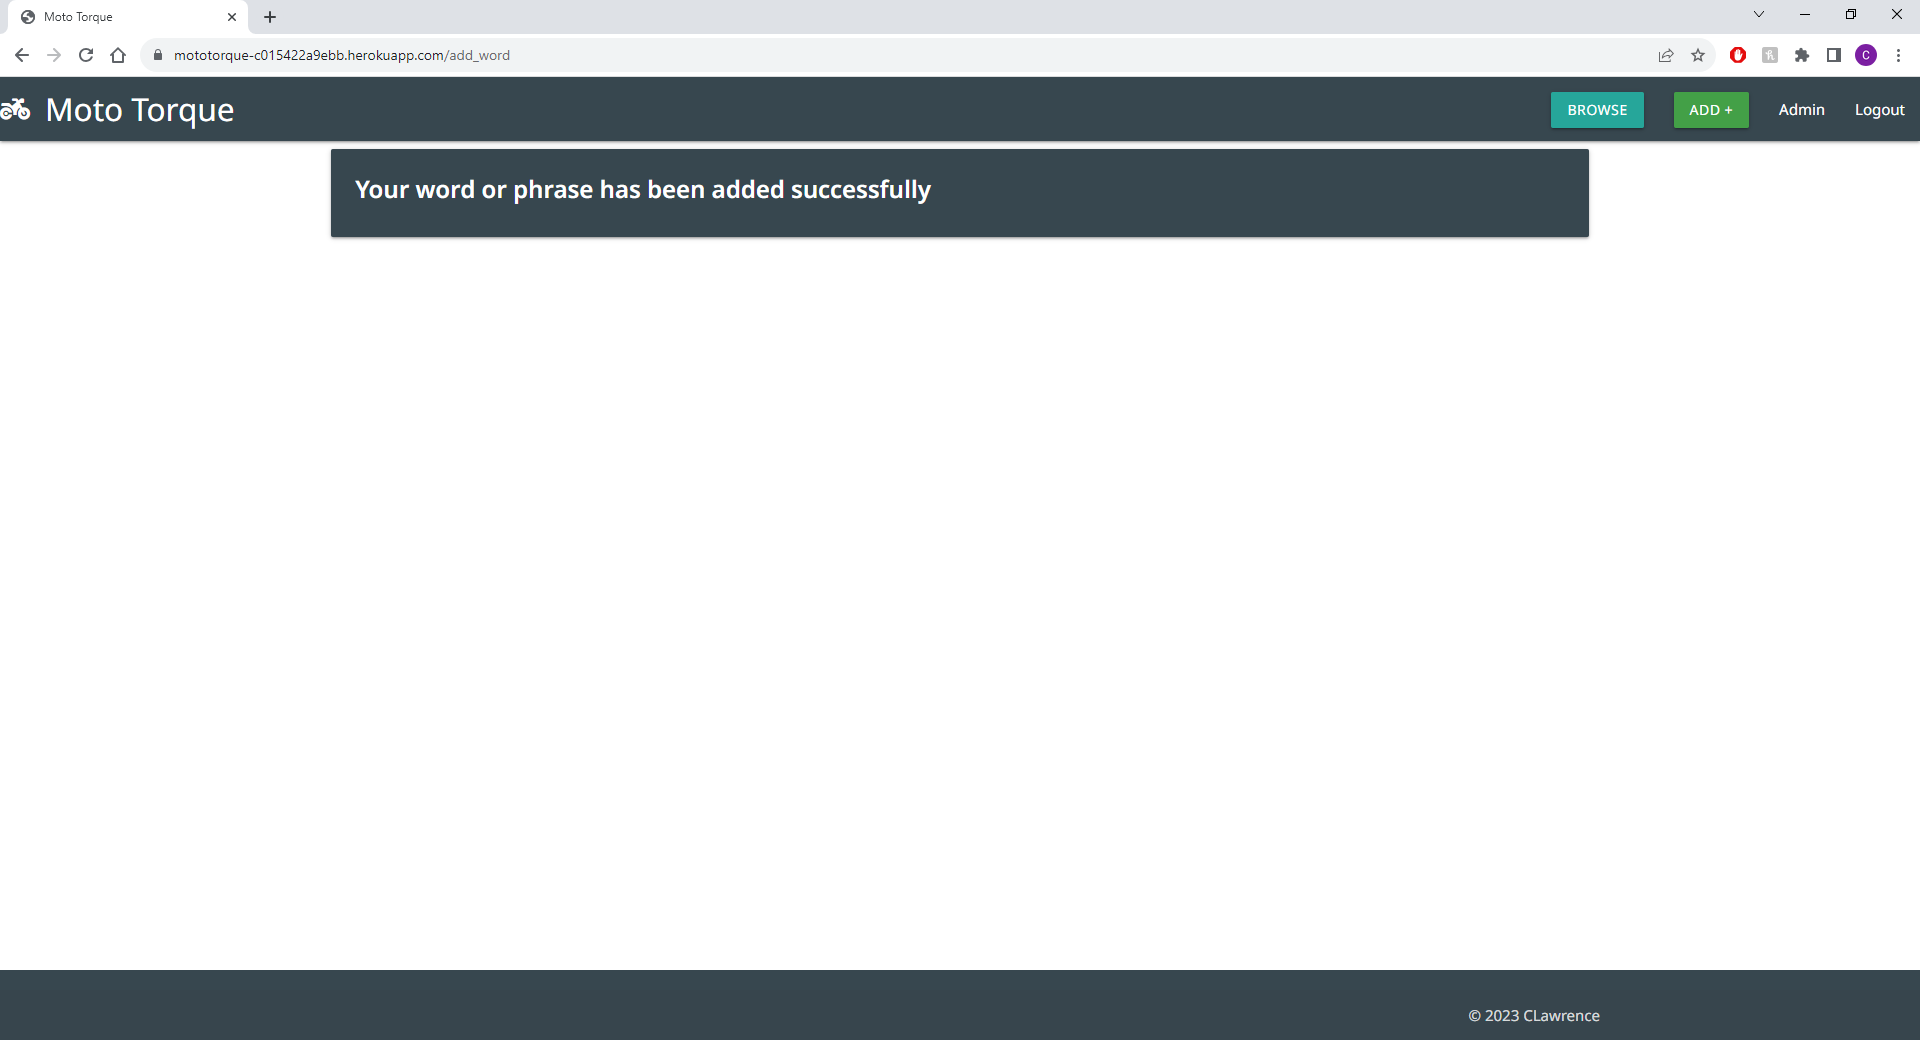 Moto Torque
mototorque-c015422a9ebb.herokuapp.com/add_word
C
Moto Torque
BROWSE
ADD +
Admin
Logout
Your word or phrase has been added successfully
© 2023 CLawrence